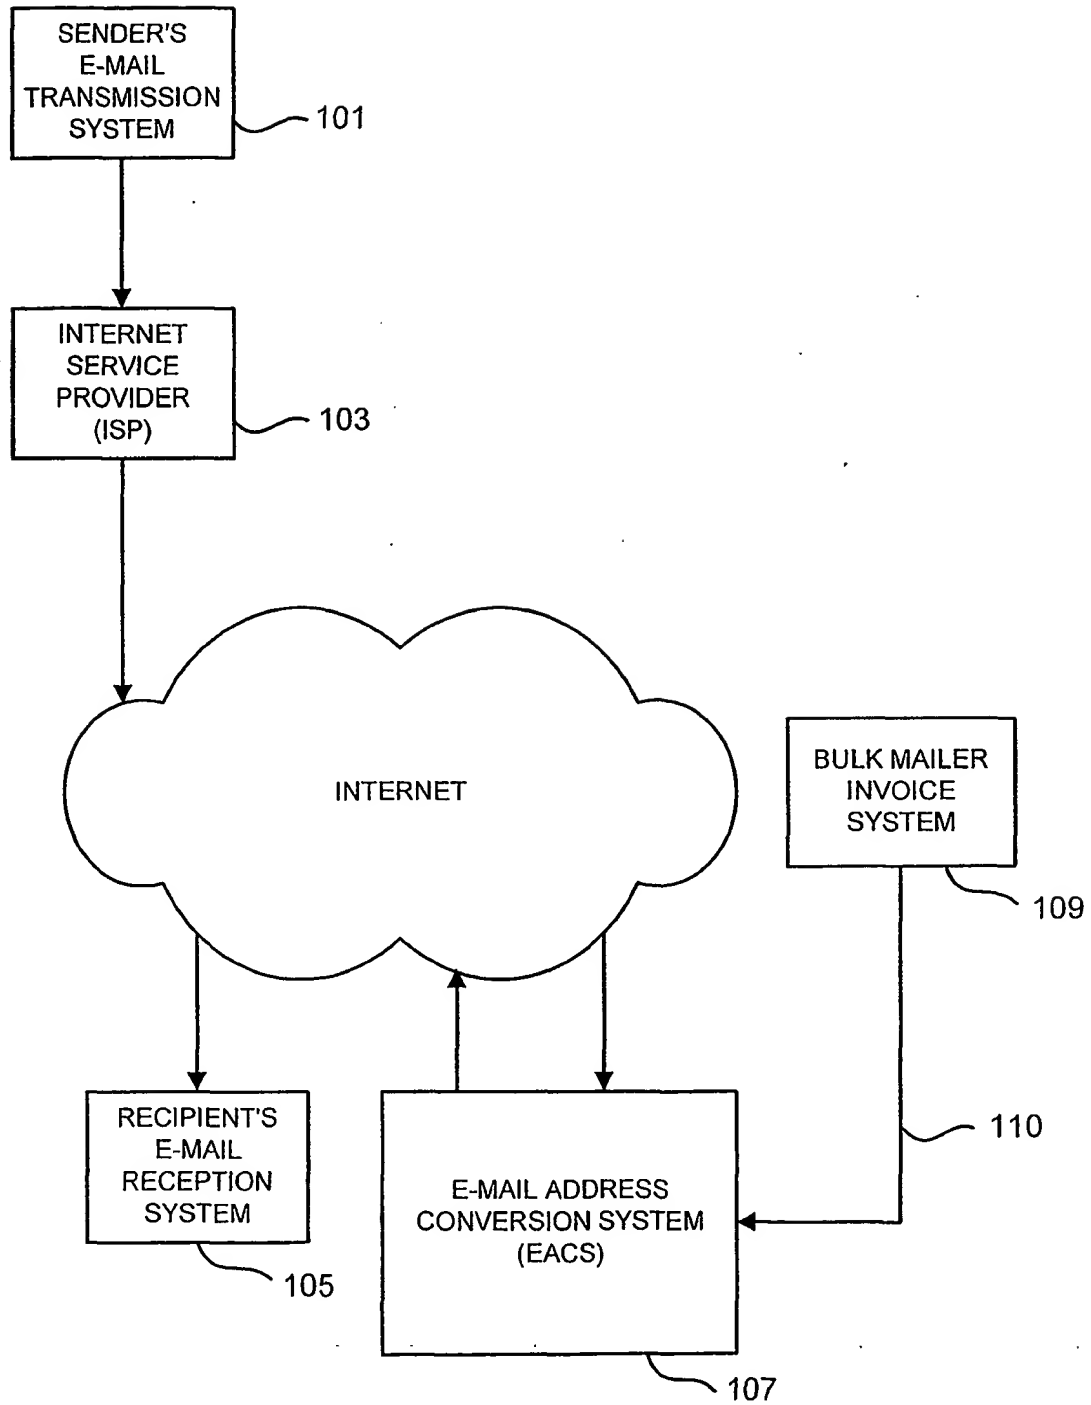 SENDER'S
E-MAIL
TRANSMISSION
SYSTEM
101
INTERNET
SERVICE
PROVIDER
(ISP)
103
INTERNET
BULK MAILER
INVOICE
SYSTEM
109
RECIPIENT'S
E-MAIL
RECEPTION
SYSTEM
105
E-MAIL ADDRESS
CONVERSION SYSTEM
(EACS)
107
110